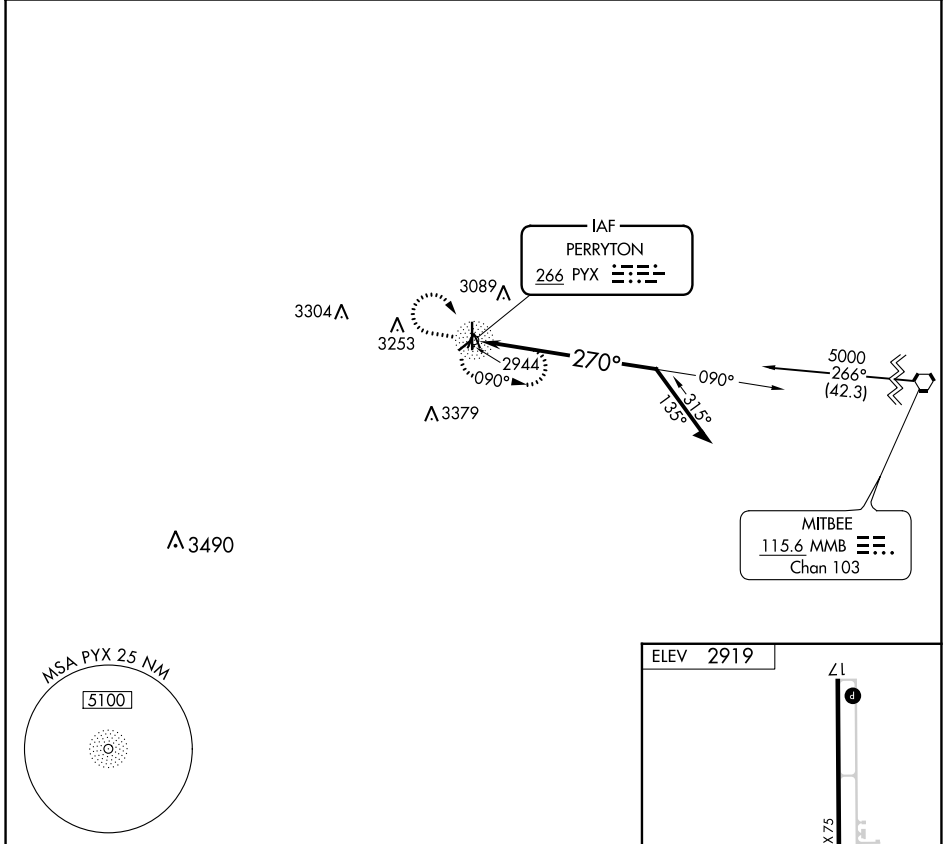 IAF
PERRYTON
266 PYX
3089
3304
3253
2944
270°
090°
090°
5000
266°
(42.3)
315°
135°
3379
MITBEE
115.6 MMB
Chan 103
3490
MSA PYX 25 NM
5100
ELEV 2919
17
P
X 75